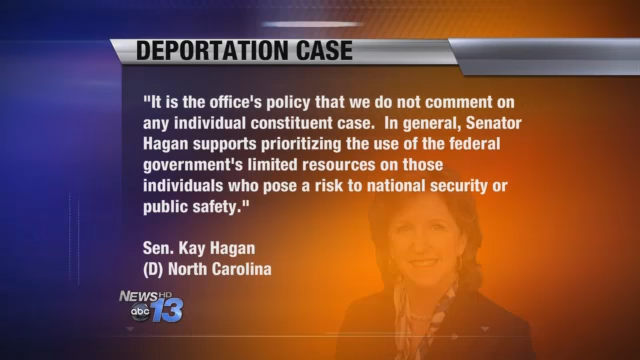 DEPORTATION CASE
"It is the office's policy that we do not comment on
any individual constituent case.  In general, Senator
Hagan supports prioritizing the use of the federal
government's limited resources on those
individuals who pose a risk to national security or
public safety."
Sen. Kay Hagan
(D) North Carolina
NEWS HD
abc 13